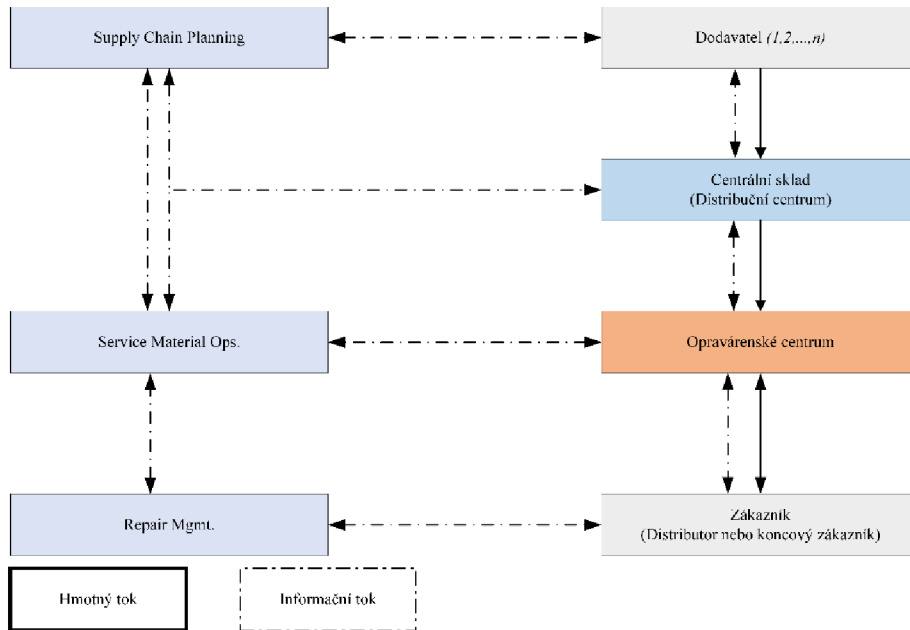 Supply Chain Planning
Dodavatel (1,2,...,n)
Centrální sklad
(Distribuční centrum)
Service Material Ops.
Opravárenské centrum
Repair Mgmt.
Zákazník
(Distributor nebo koncový zákazník)
Hmotný tok
Informační tok